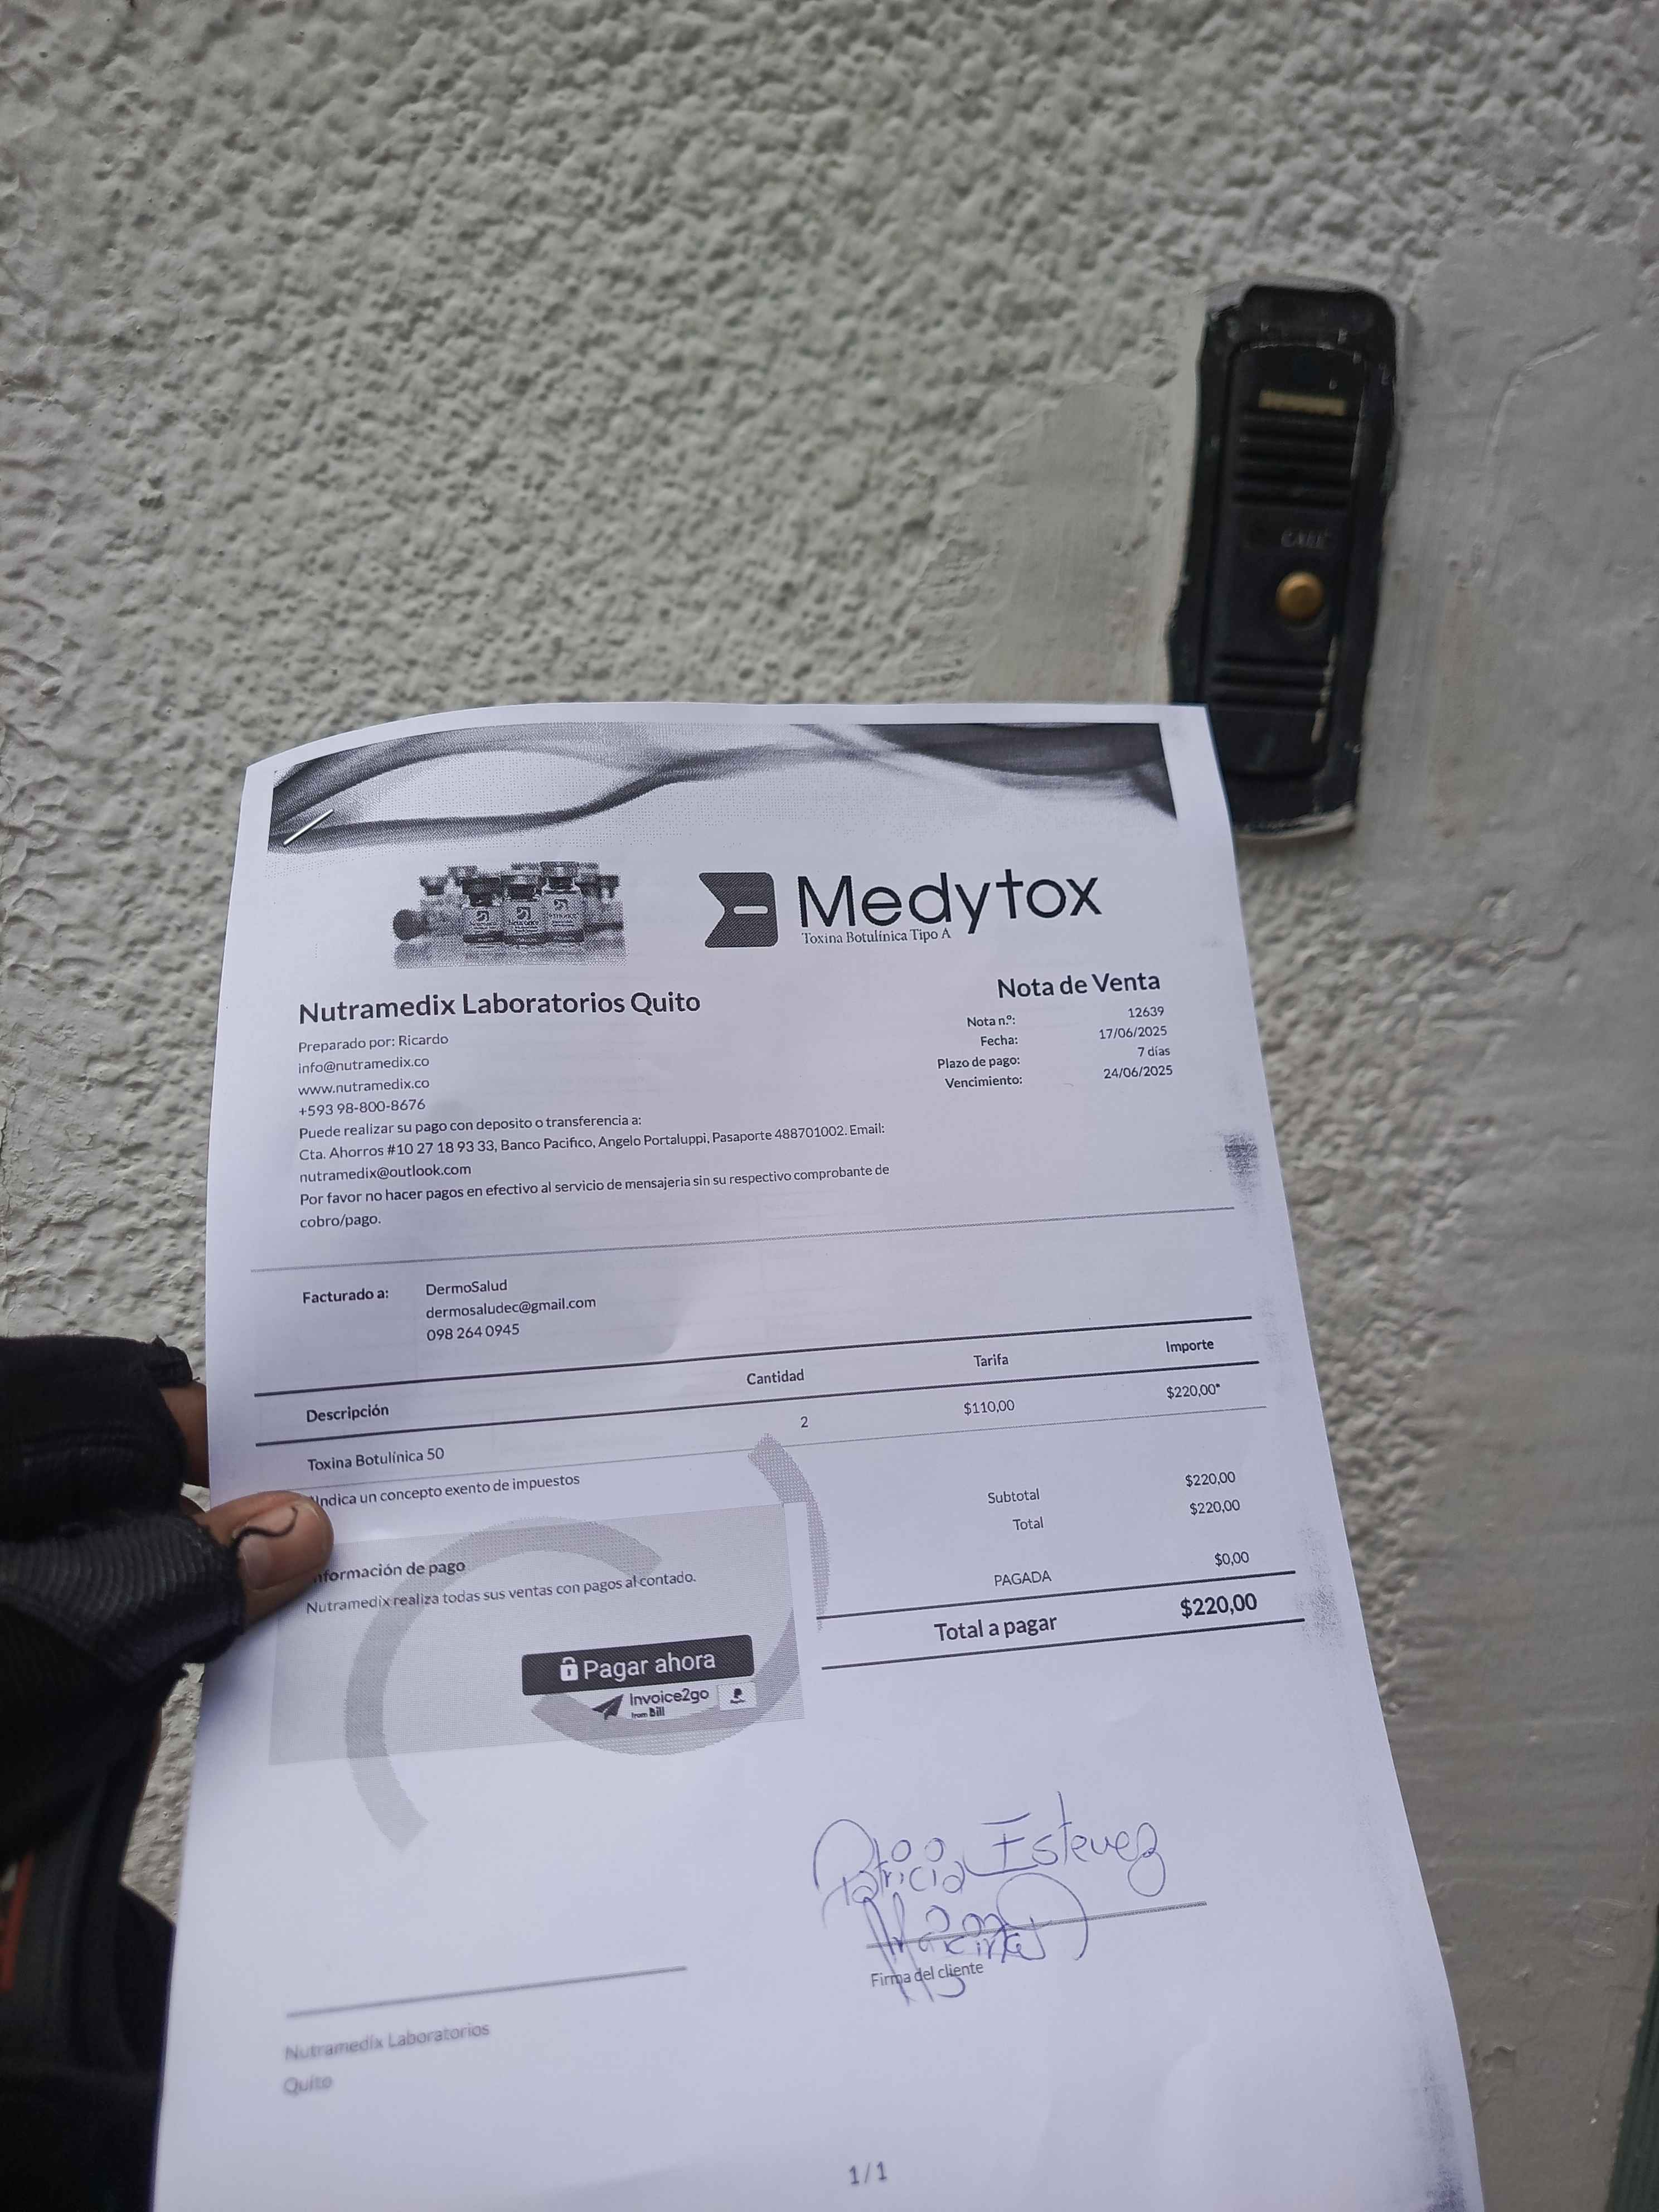 CALL
Medytox
Toxina Botulínica Tipo A
Nutramedix Laboratorios Quito
Preparado por: Ricardo
info@nutramedix.co
www.nutramedix.co
+593 98-800-8676
Puede realizar su pago con deposito o transferencia a:
Cta. Ahorros #10 27 18 93 33, Banco Pacifico, Angelo Portaluppi, Pasaporte 488701002. Email:
nutramedix@outlook.com
Por favor no hacer pagos en efectivo al servicio de mensajeria sin su respectivo comprobante de
cobro/pago.
Nota de Venta
Nota n.º: 12639
Fecha: 17/06/2025
Plazo de pago: 7 días
Vencimiento: 24/06/2025
Facturado a: DermoSalud
dermosaludec@gmail.com
098 264 0945
Descripción Cantidad Tarifa Importe
Toxina Botulínica 50 2 $110,00 $220,00*
Indica un concepto exento de impuestos
Subtotal $220,00
Total $220,00
PAGADA $0,00
Total a pagar $220,00
nformación de pago
Nutramedix realiza todas sus ventas con pagos al contado.
Pagar ahora
Invoice2go
from Bill
Patricia Estevez
Firma del cliente
Nutramedix Laboratorios
Quito
1/1